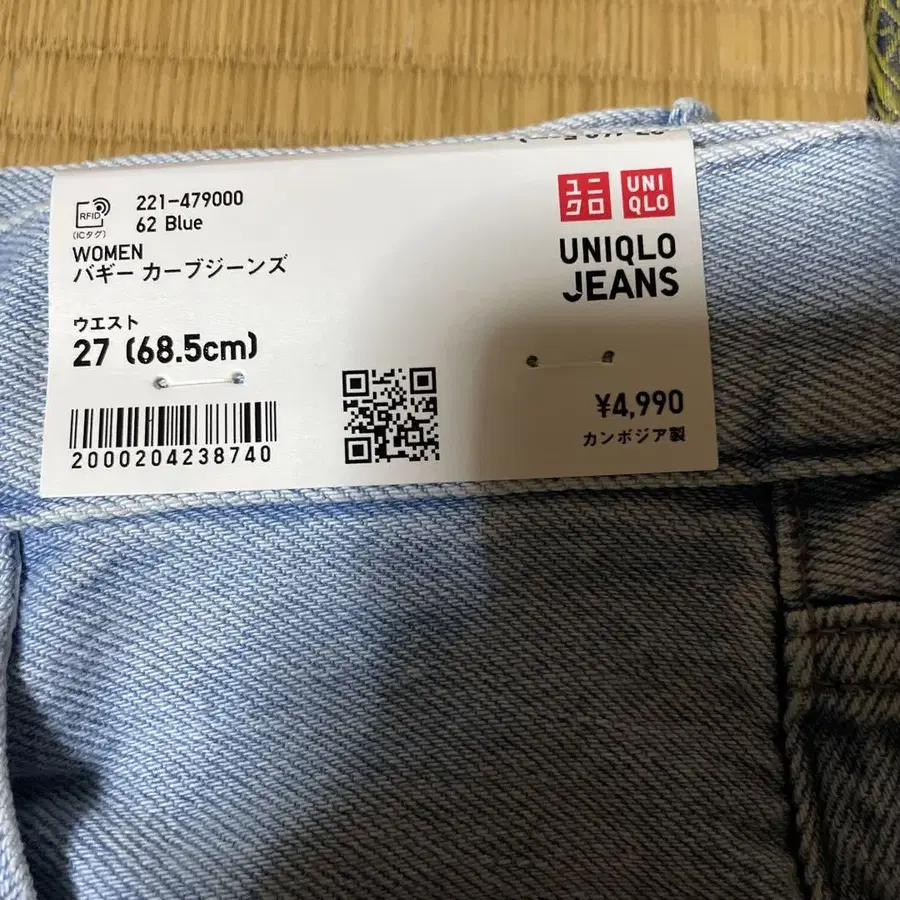 221-479000
RFID
62 Blue
(ICタグ)
WOMEN
バギー カーブジーンズ
ウエスト
27 (68.5cm)
2000204238740
ユニ
クロ
UNI
QLO
UNIQLO
JEANS
¥4,990
カンボジア製